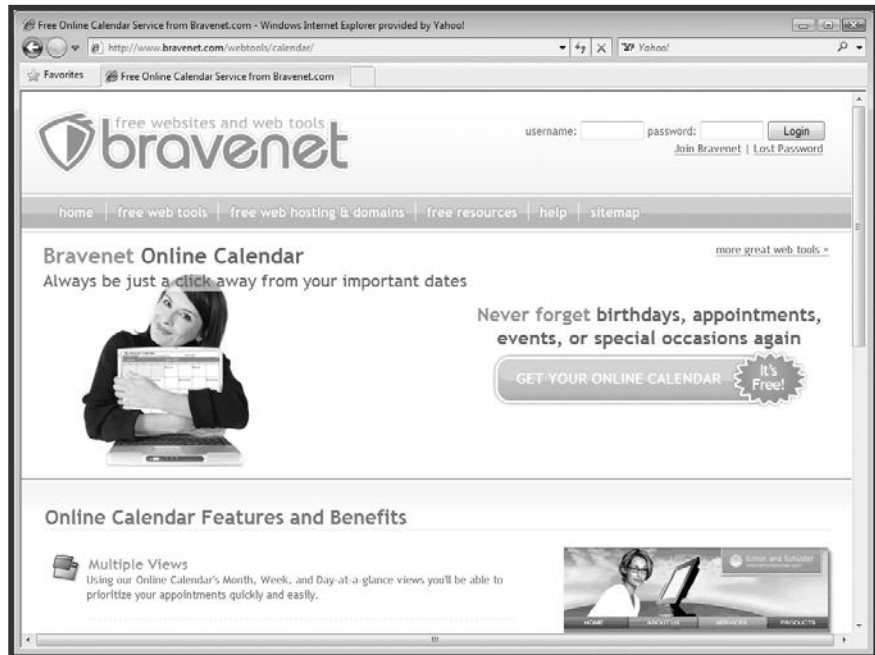 Free Online Calendar Service from Bravenet.com - Windows Internet Explorer provided by Yahoo!
http://www.bravenet.com/webtools/calendar/
Yahoo!
Favorites
Free Online Calendar Service from Bravenet.com
free websites and web tools
bravenet
username:
password:
Login
Join Bravenet | Lost Password
home | free web tools | free web hosting & domains | free resources | help | sitemap
Bravenet Online Calendar
more great web tools »
Always be just a click away from your important dates
Never forget birthdays, appointments,
events, or special occasions again
GET YOUR ONLINE CALENDAR
It's
Free!
Online Calendar Features and Benefits
Multiple Views
Using our Online Calendar's Month, Week, and Day-at-a-glance views you'll be able to
prioritize your appointments quickly and easily.
Simon and Schuster
HOME
ABOUT US
SERVICES
PRODUCTS